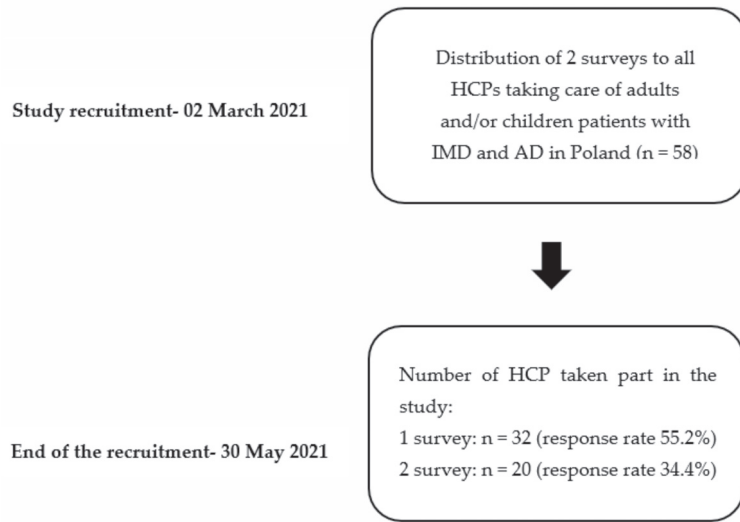 Study recruitment- 02 March 2021
Distribution of 2 surveys to all
HCPs taking care of adults
and/or children patients with
IMD and AD in Poland (n = 58)
End of the recruitment- 30 May 2021
Number of HCP taken part in the
study:
1 survey: n = 32 (response rate 55.2%)
2 survey: n = 20 (response rate 34.4%)